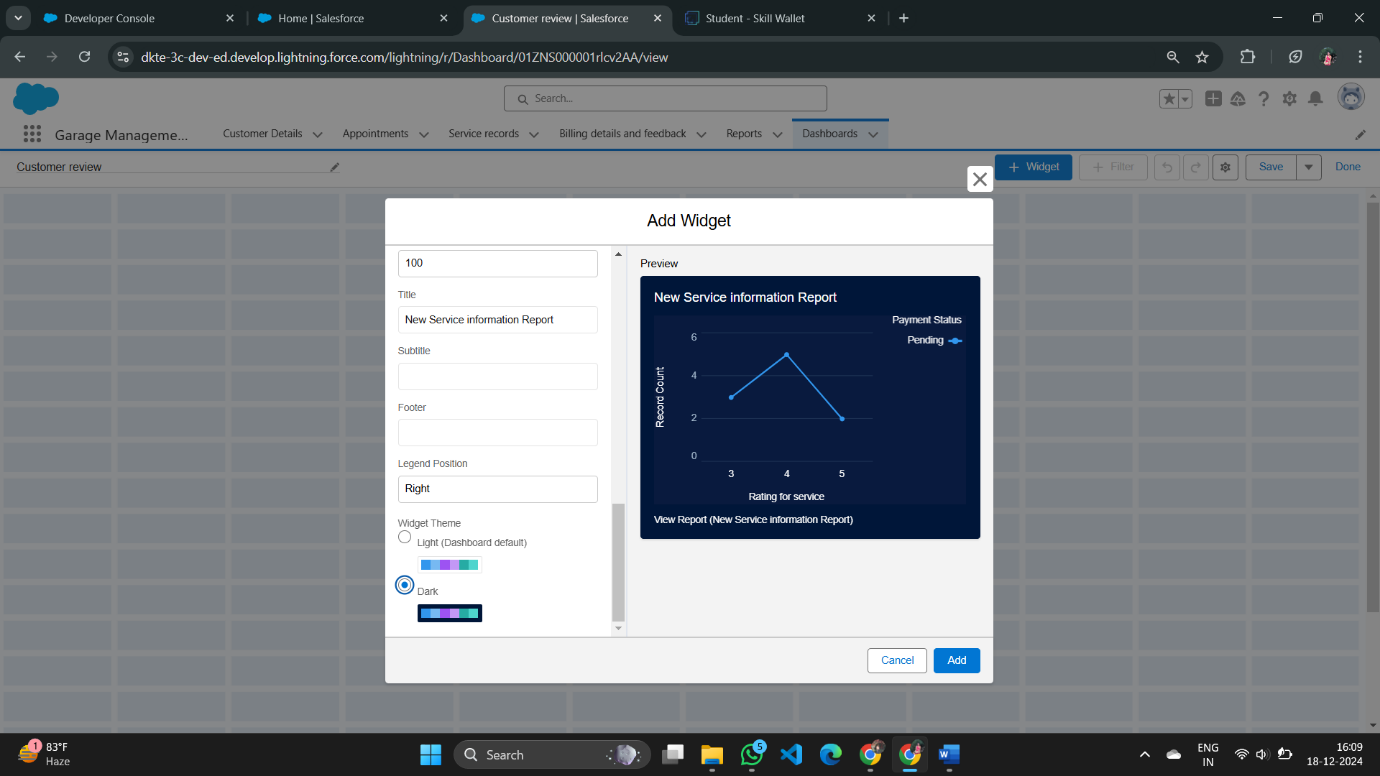 Developer Console
Home | Salesforce
Customer review | Salesforce
Student - Skill Wallet
dkte-3c-dev-ed.develop.lightning.force.com/lightning/r/Dashboard/01ZNS000001rlcv2AA/view
Search...
Garage Manageme...
Customer Details
Appointments
Service records
Billing details and feedback
Reports
Dashboards
Customer review
+ Widget
+ Filter
Save
Done
Add Widget
100
Title
New Service information Report
Subtitle
Footer
Legend Position
Right
Widget Theme
Light (Dashboard default)
Dark
Preview
New Service information Report
Payment Status
Pending
Record Count
6
4
2
0
3 4 5
Rating for service
View Report (New Service information Report)
Cancel
Add
1
83°F
Haze
Search
5
W
ENG
IN
16:09
18-12-2024